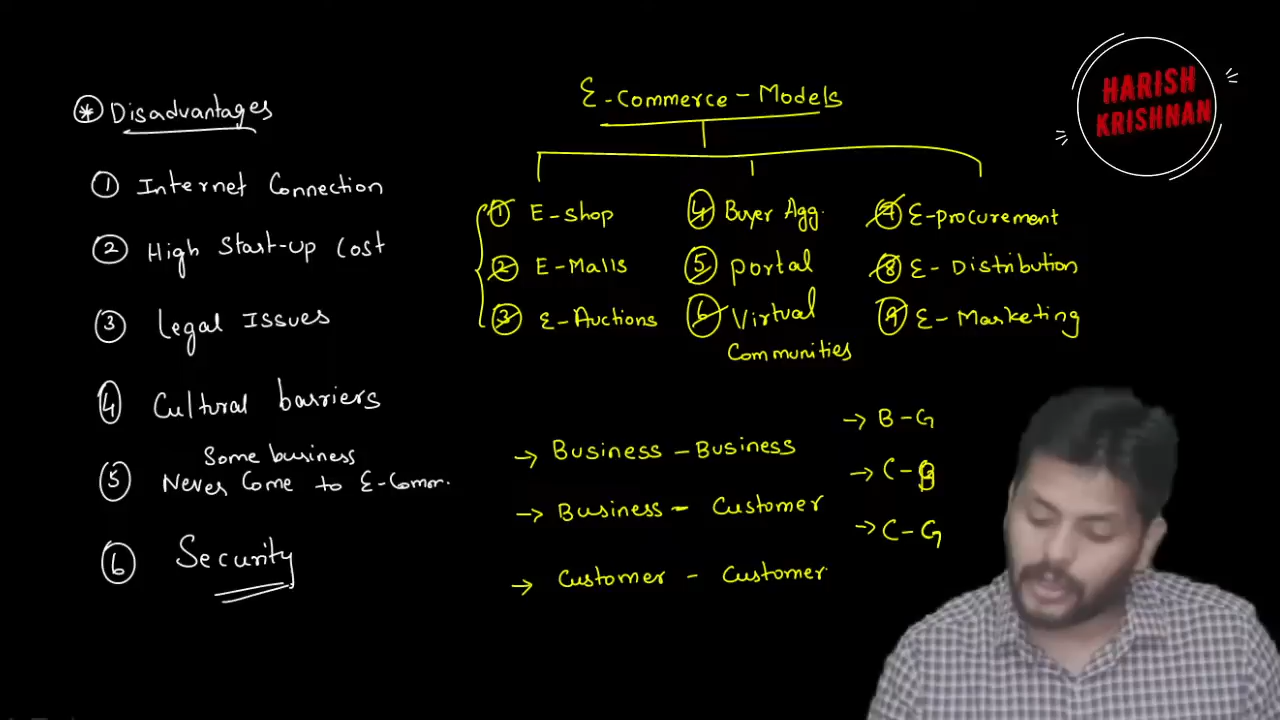 * Disadvantages
1 Internet Connection
2 High Start-up Cost
3 Legal Issues
4 Cultural barriers
Some business
5 Never Come to E-Comm.
6 Security
E-Commerce-Models
1 E-Shop
2 E-Malls
3 E-Auctions
4 Buyer Agg.
5 portal
6 Virtual
Communities
7 E-procurement
8 E-Distribution
9 E-Marketing
→ Business - Business
→ Business - Customer
→ Customer - Customer
→ B-G
→ C-B
→ C-G
HARISH
KRISHNAN